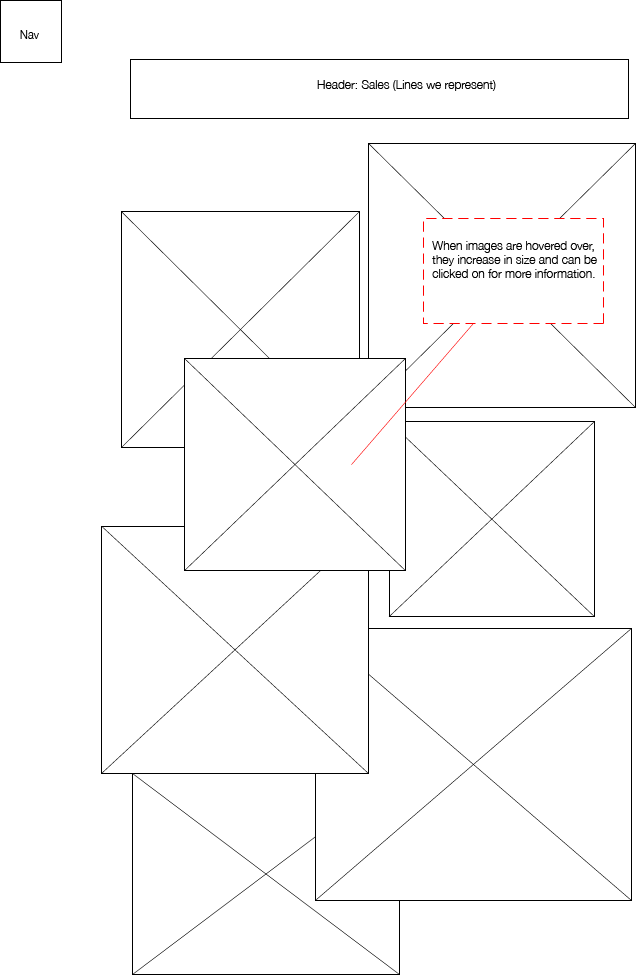 Nav
Header: Sales (Lines we represent)
When images are hovered over,
they increase in size and can be
clicked on for more information.